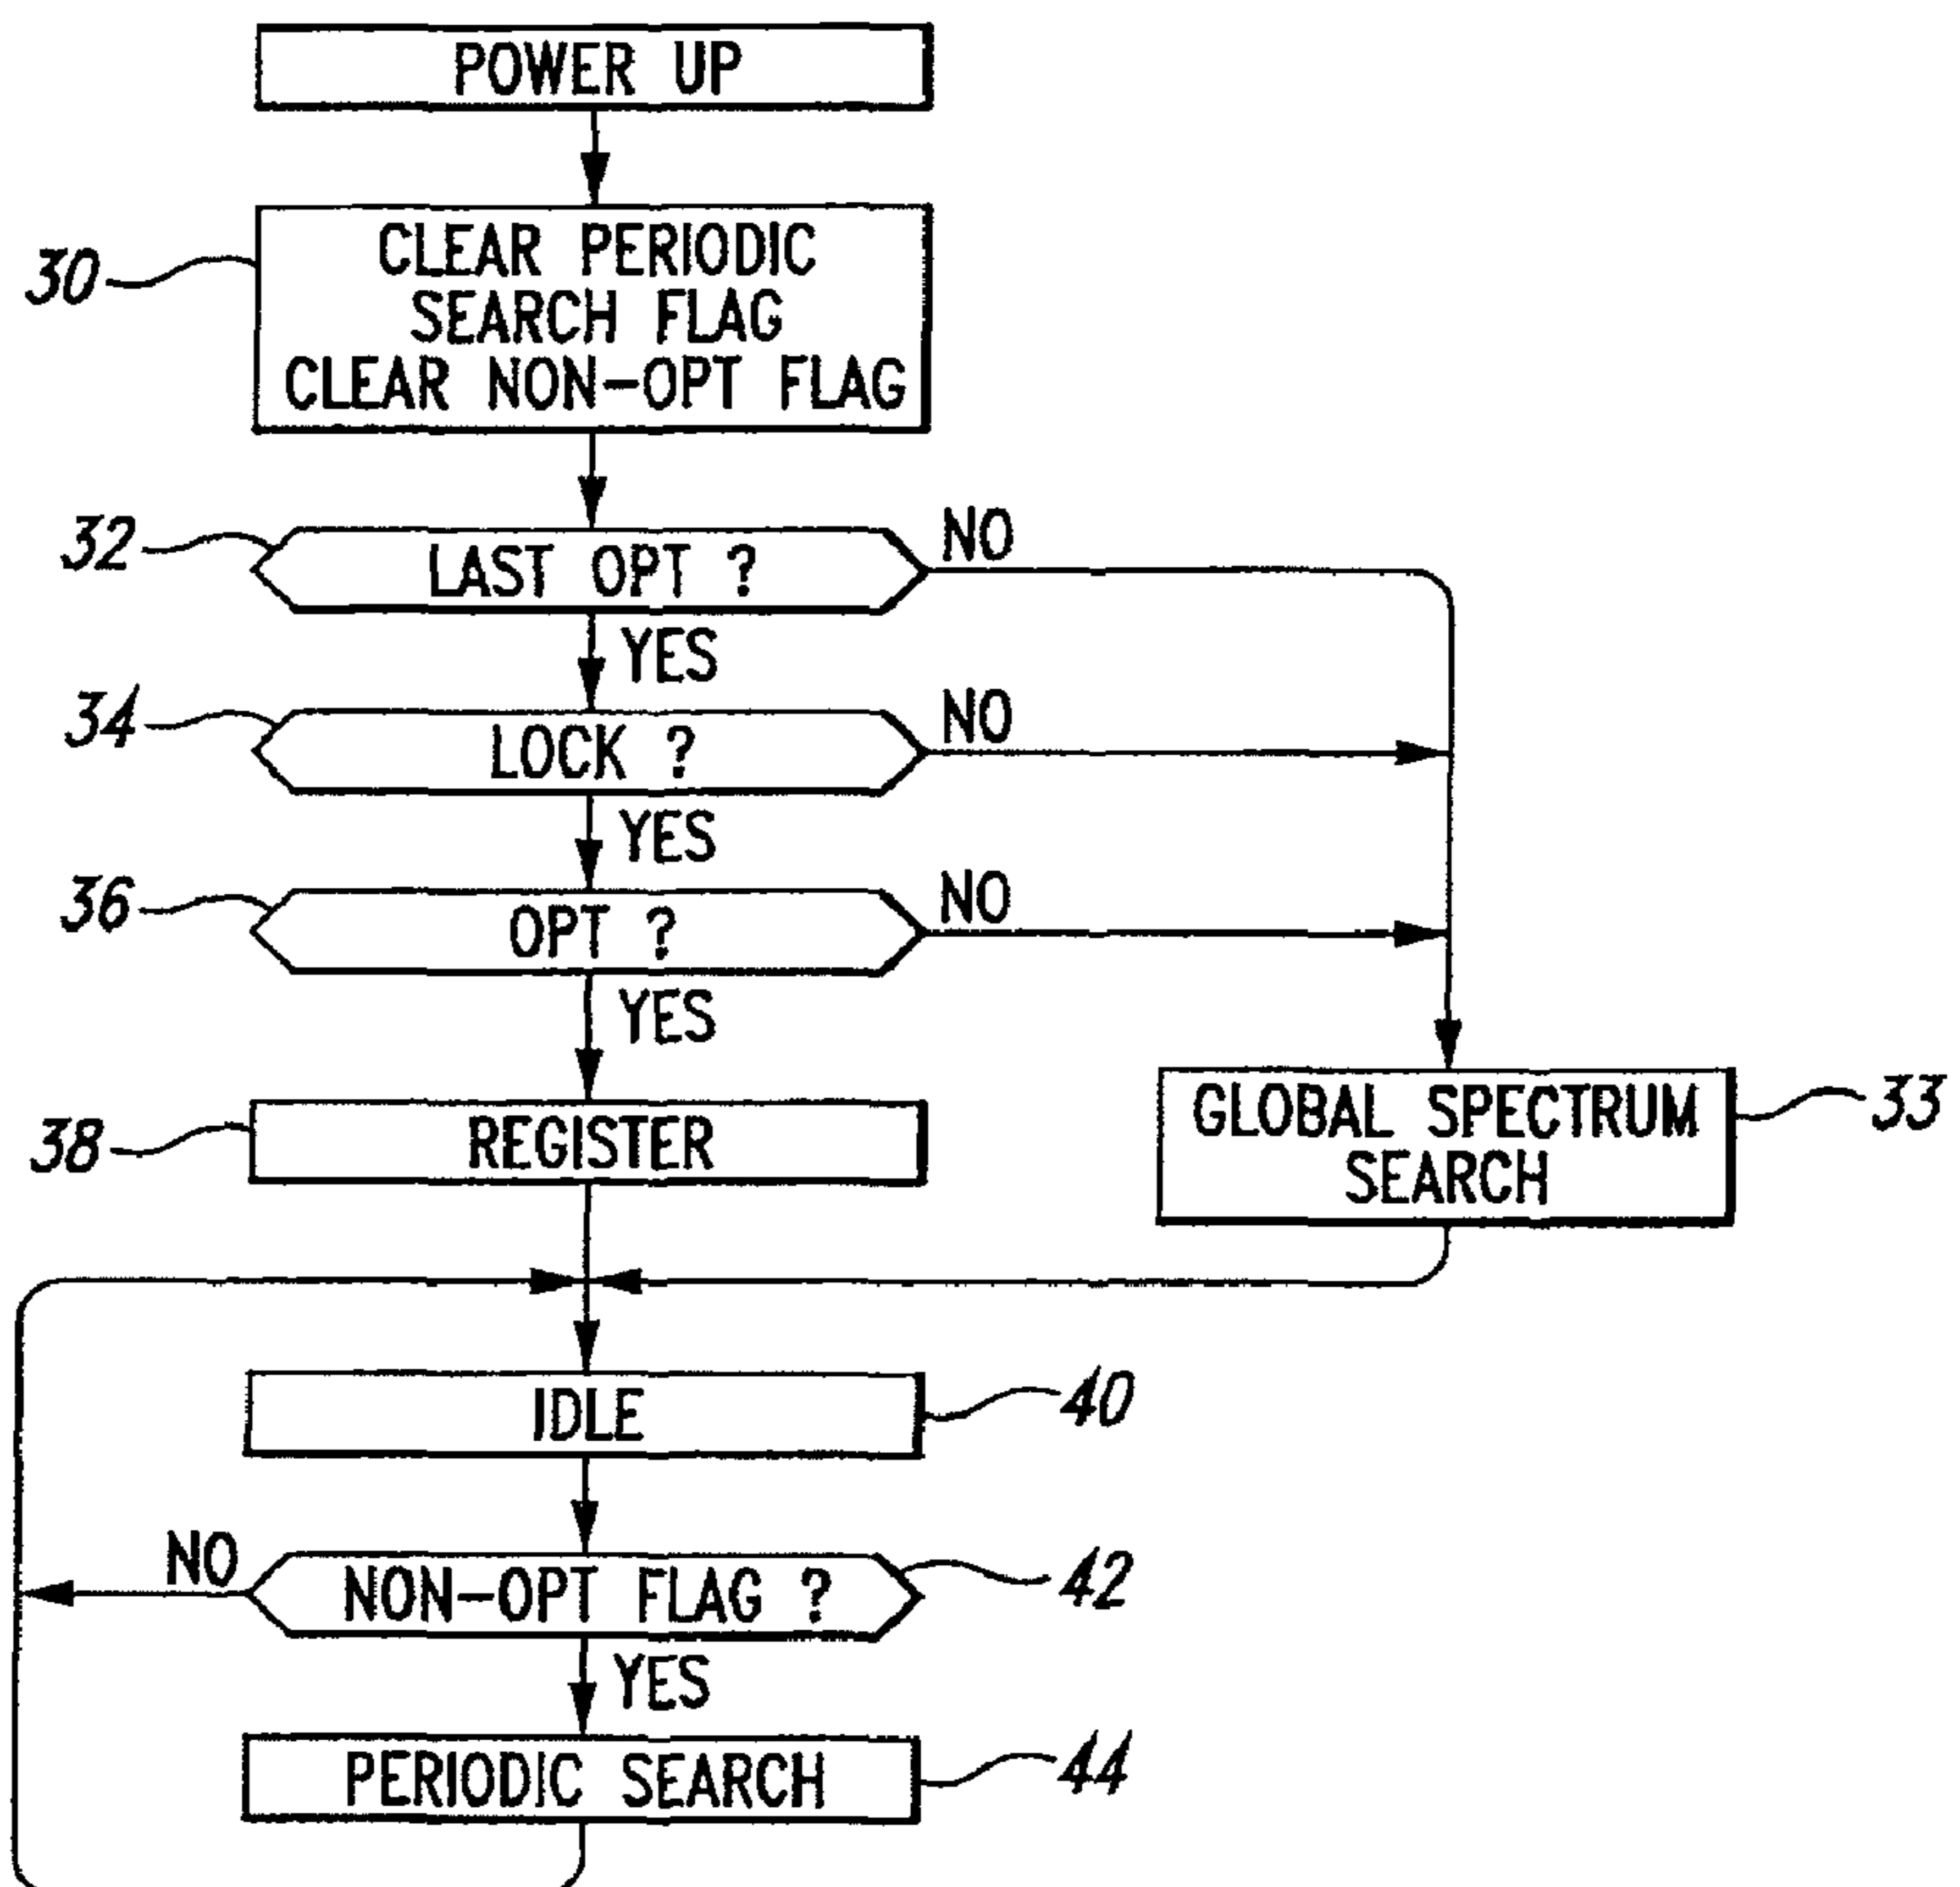 POWER UP
30
CLEAR PERIODIC
SEARCH FLAG
CLEAR NON-OPT FLAG
32
LAST OPT ?
NO
YES
34
LOCK ?
NO
YES
36
OPT ?
NO
YES
38
REGISTER
GLOBAL SPECTRUM
SEARCH
33
IDLE
40
NO
NON-OPT FLAG ?
42
YES
PERIODIC SEARCH
44